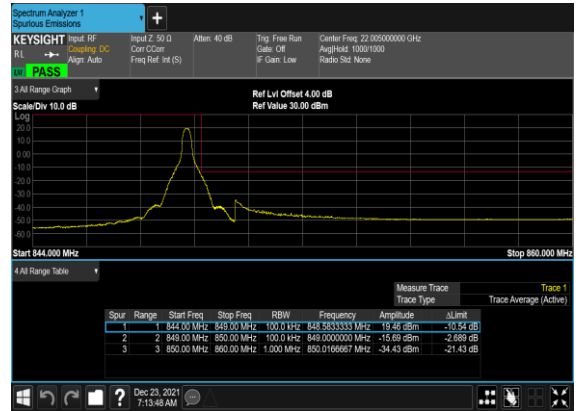 Spectrum Analyzer 1
Spurious Emissions
+
KEYSIGHT Input: RF Input Z: 50 Ω Atten: 40 dB Trig: Free Run Center Freq: 22.005000000 GHz
RL Coupling: DC Corr CCorr Gate: Off Avg|Hold: 1000/1000
Align: Auto Freq Ref: Int (S) IF Gain: Low Radio Std: None
PASS
3 All Range Graph
Ref Lvl Offset 4.00 dB
Scale/Div 10.0 dB Ref Value 30.00 dBm
Log
20.0
10.0
0.00
-10.0
-20.0
-30.0
-40.0
-50.0
-60.0
Start 844.000 MHz Stop 860.000 MHz
4 All Range Table
Measure Trace Trace 1
Trace Type Trace Average (Active)
Spur Range Start Freq Stop Freq RBW Frequency Amplitude ΔLimit
1 1 844.00 MHz 849.00 MHz 100.0 kHz 848.5833333 MHz 19.46 dBm -10.54 dB
2 2 849.00 MHz 850.00 MHz 100.0 kHz 849.0000000 MHz -15.69 dBm -2.689 dB
3 3 850.00 MHz 860.00 MHz 1.000 MHz 850.0166667 MHz -34.43 dBm -21.43 dB
? Dec 23, 2021
7:13:48 AM